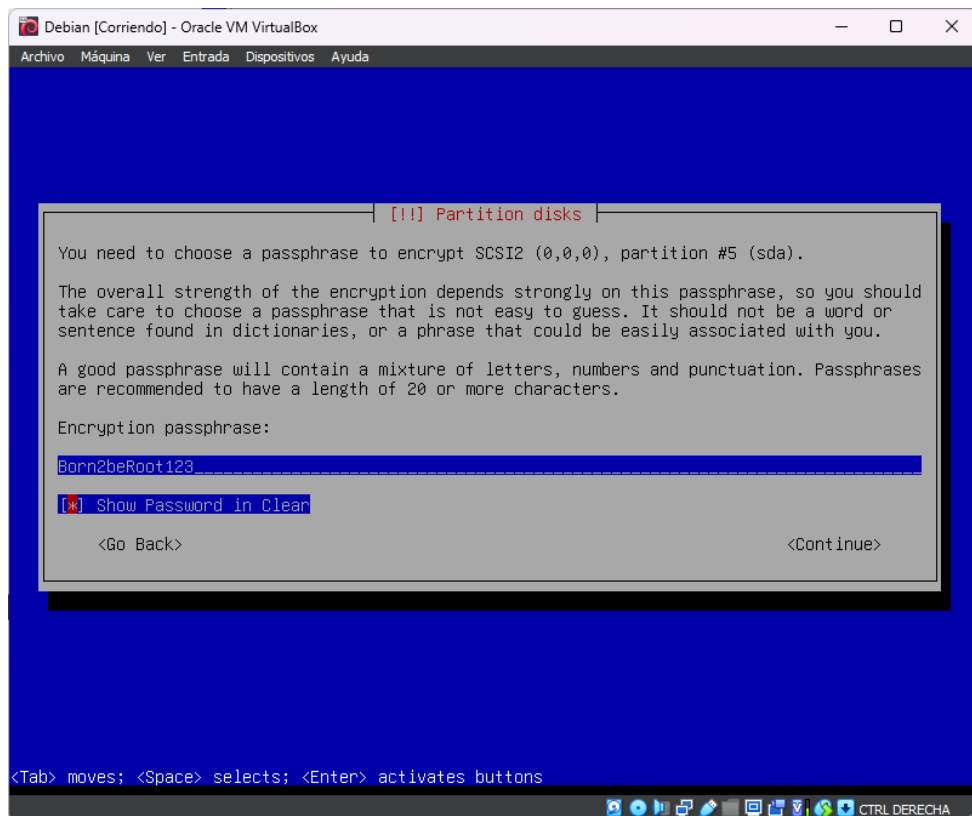 Debian [Corriendo] - Oracle VM VirtualBox
Archivo Máquina Ver Entrada Dispositivos Ayuda
[!!] Partition disks
You need to choose a passphrase to encrypt SCSI2 (0,0,0), partition #5 (sda).
The overall strength of the encryption depends strongly on this passphrase, so you should
take care to choose a passphrase that is not easy to guess. It should not be a word or
sentence found in dictionaries, or a phrase that could be easily associated with you.
A good passphrase will contain a mixture of letters, numbers and punctuation. Passphrases
are recommended to have a length of 20 or more characters.
Encryption passphrase:
Born2beRoot123
[*] Show Password in Clear
<Go Back> <Continue>
<Tab> moves; <Space> selects; <Enter> activates buttons
CTRL DERECHA